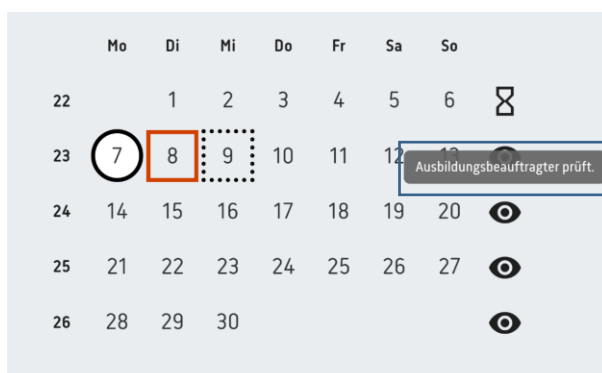 Mo Di Mi Do Fr Sa So
22 1 2 3 4 5 6
23 7 8 9 10 11 12 13
Ausbildungsbeauftragter prüft.
24 14 15 16 17 18 19 20
25 21 22 23 24 25 26 27
26 28 29 30